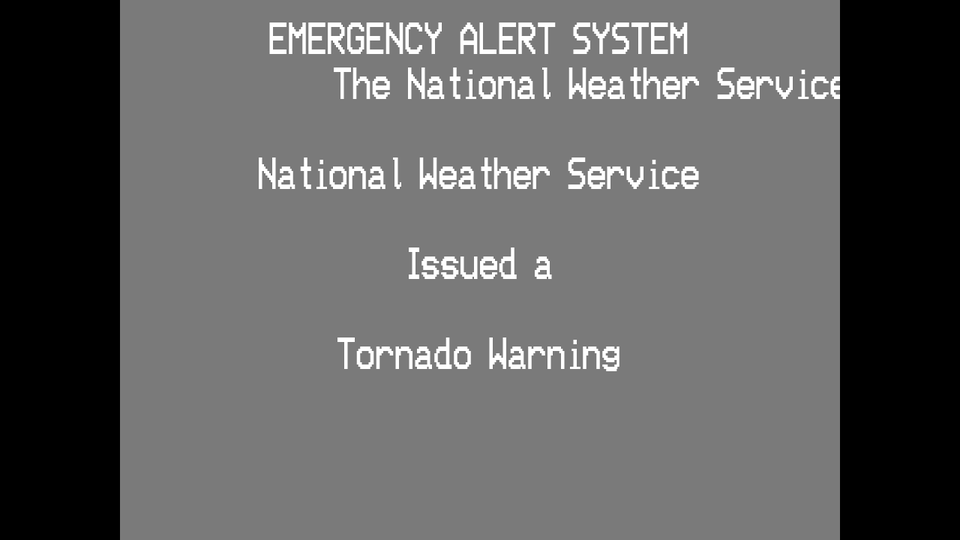 EMERGENCY ALERT SYSTEM
The National Weather Service
National Weather Service
Issued a
Tornado Warning